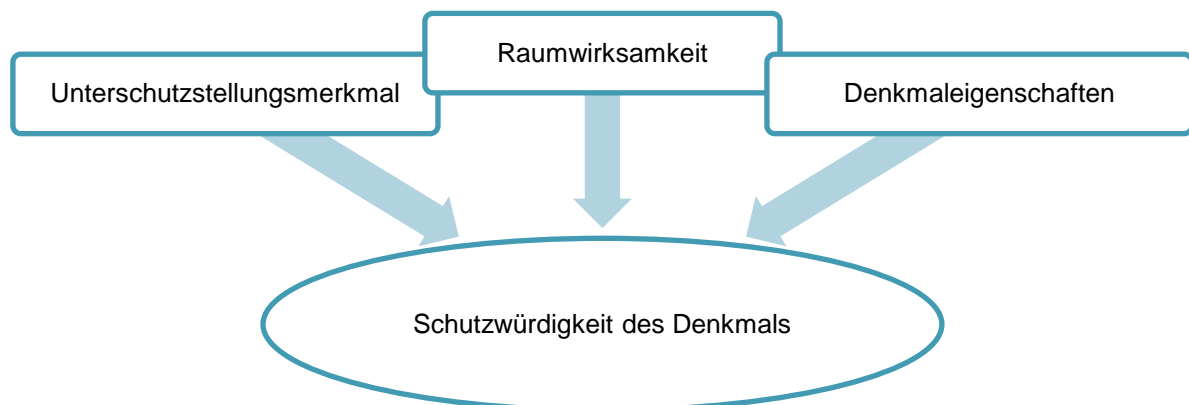 Raumwirksamkeit
Unterschutzstellungsmerkmal
Denkmaleigenschaften
Schutzwürdigkeit des Denkmals